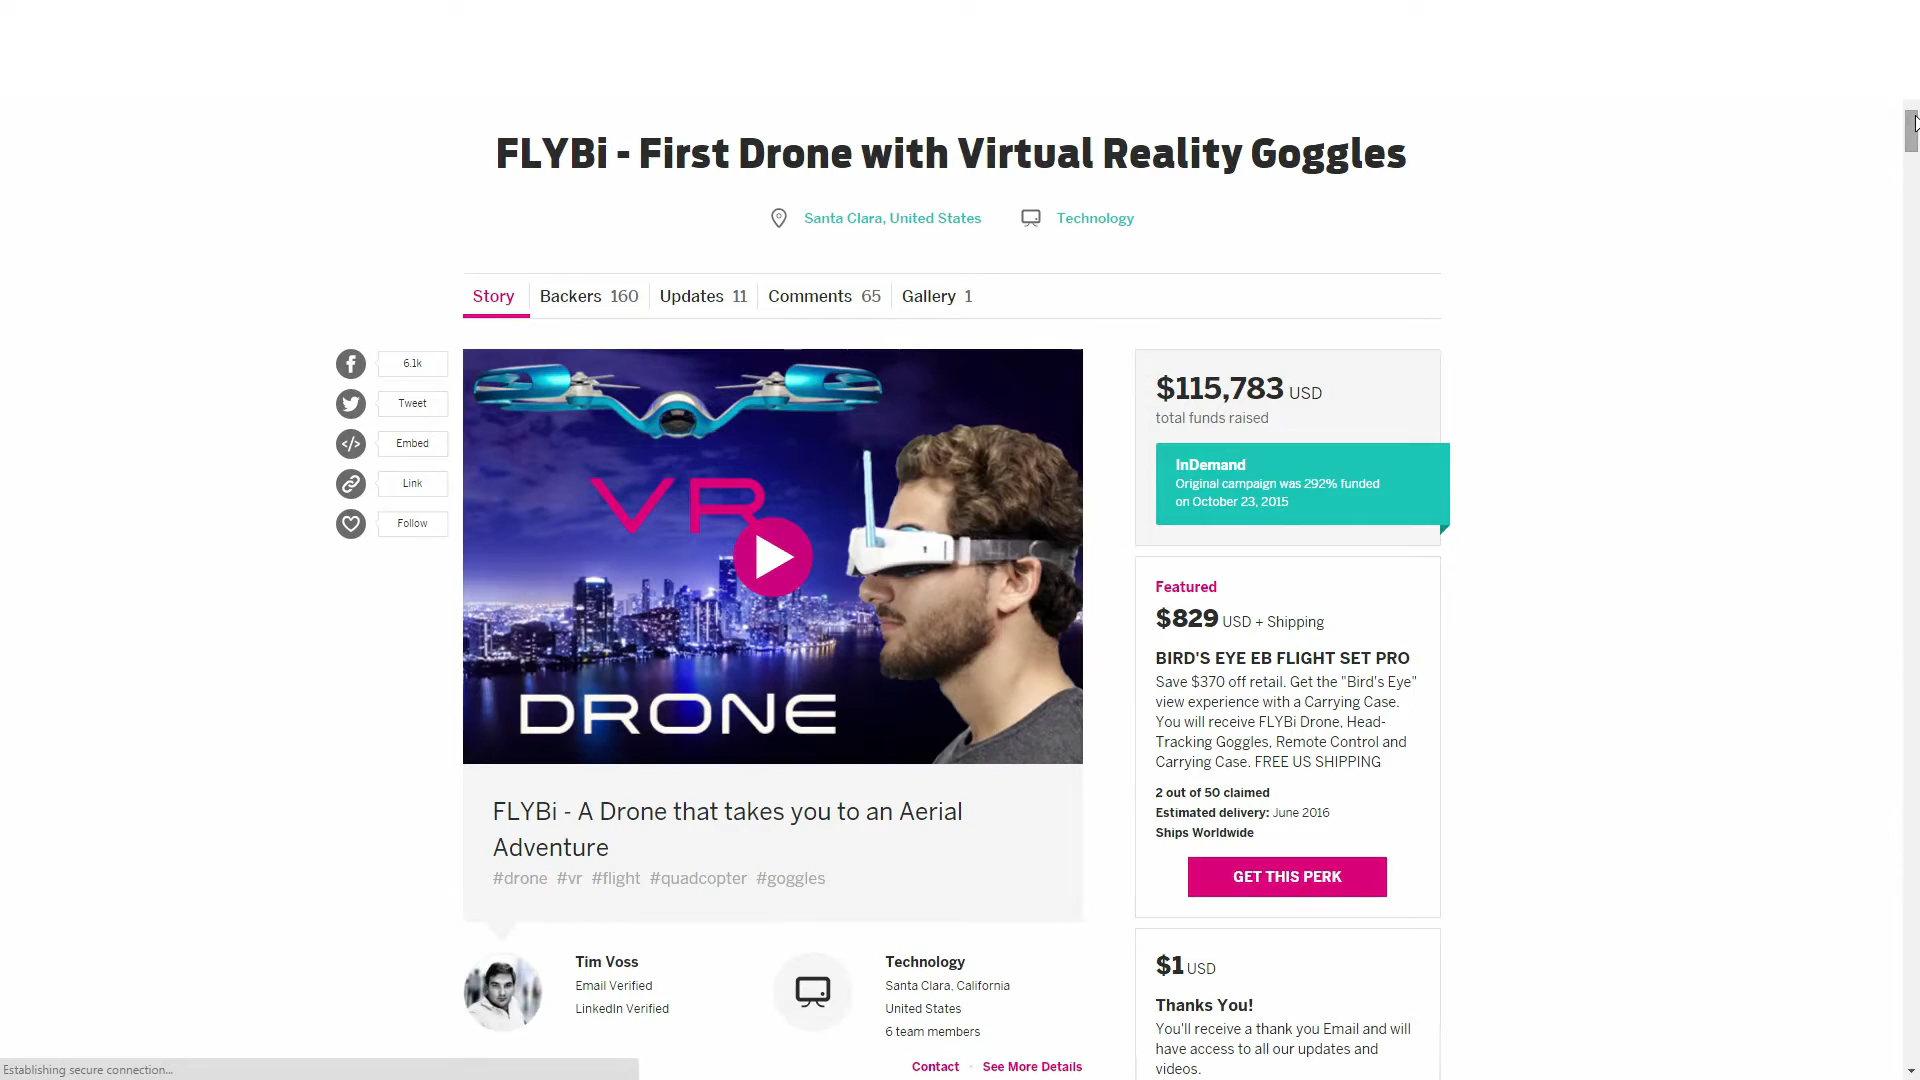 FLYBi - First Drone with Virtual Reality Goggles
Santa Clara, United States Technology
Story Backers 160 Updates 11 Comments 65 Gallery 1
6.1k
Tweet
Embed
Link
Follow
VR
DRONE
FLYBi - A Drone that takes you to an Aerial
Adventure
#drone #vr #flight #quadcopter #goggles
Tim Voss
Email Verified
LinkedIn Verified
Technology
Santa Clara, California
United States
6 team members
Contact See More Details
$115,783 USD
total funds raised
InDemand
Original campaign was 292% funded
on October 23, 2015
Featured
$829 USD + Shipping
BIRD'S EYE EB FLIGHT SET PRO
Save $370 off retail. Get the "Bird's Eye"
view experience with a Carrying Case.
You will receive FLYBi Drone, Head-
Tracking Goggles, Remote Control and
Carrying Case. FREE US SHIPPING
2 out of 50 claimed
Estimated delivery: June 2016
Ships Worldwide
GET THIS PERK
$1 USD
Thanks You!
You'll receive a thank you Email and will
have access to all our updates and
videos.
Establishing secure connection...